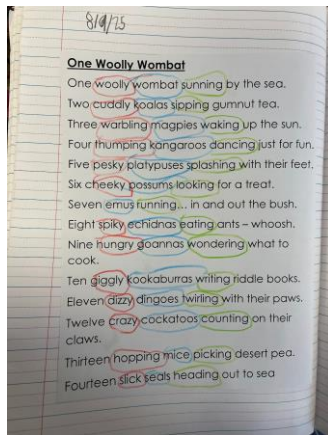 8/9/25
One Woolly Wombat
One woolly wombat sunning by the sea.
Two cuddly koalas sipping gumnut tea.
Three warbling magpies waking up the sun.
Four thumping kangaroos dancing just for fun.
Five pesky platypuses splashing with their feet.
Six cheeky possums looking for a treat.
Seven emus running... in and out the bush.
Eight spiky echidnas eating ants – whoosh.
Nine hungry goannas wondering what to
cook.
Ten giggly kookaburras writing riddle books.
Eleven dizzy dingoes twirling with their paws.
Twelve crazy cockatoos counting on their
claws.
Thirteen hopping mice picking desert pea.
Fourteen slick seals heading out to sea